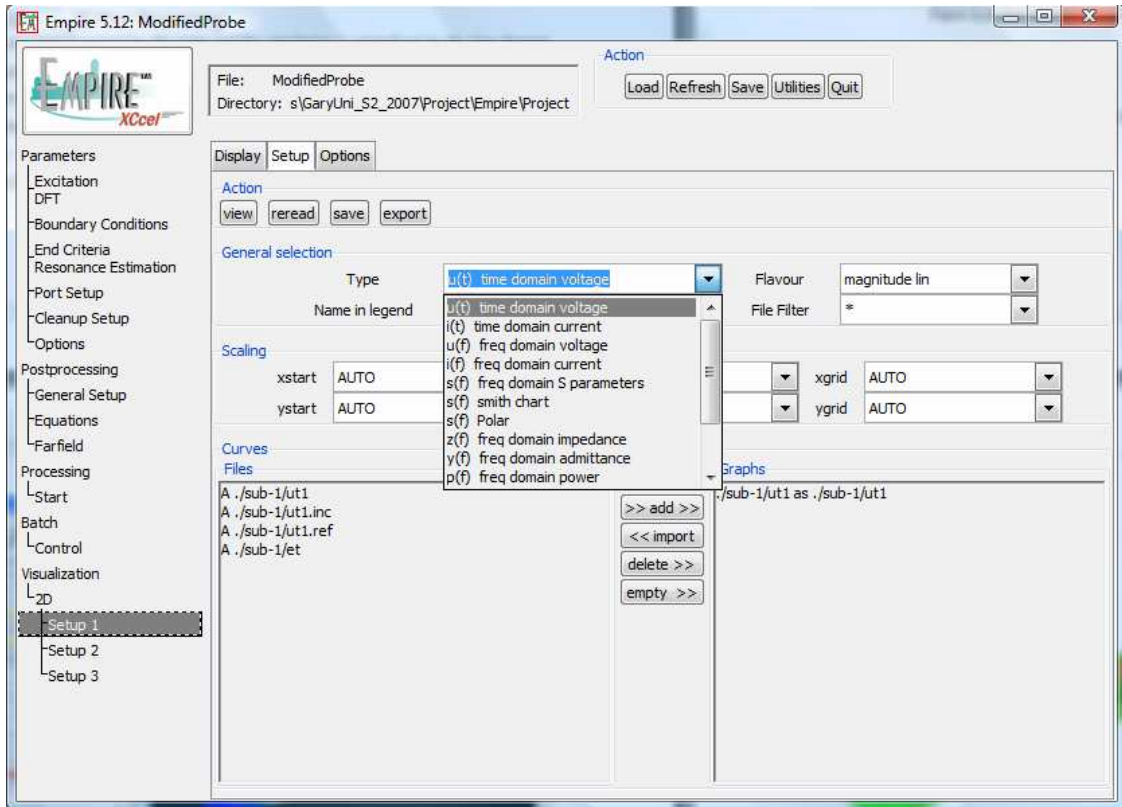 Empire 5.12: ModifiedProbe
EMPIRE™
XCcel
File: ModifiedProbe
Directory: s\GaryUni_S2_2007\Project\Empire\Project
Action
Load Refresh Save Utilities Quit
Parameters
Excitation
DFT
Boundary Conditions
End Criteria
Resonance Estimation
Port Setup
Cleanup Setup
Options
Postprocessing
General Setup
Equations
Farfield
Processing
Start
Batch
Control
Visualization
2D
Setup 1
Setup 2
Setup 3
Display Setup Options
Action
view reread save export
General selection
Type u(t) time domain voltage Flavour magnitude lin
Name in legend File Filter *
u(t) time domain voltage
i(t) time domain current
u(f) freq domain voltage
i(f) freq domain current
s(f) freq domain S parameters
s(f) smith chart
s(f) Polar
z(f) freq domain impedance
y(f) freq domain admittance
p(f) freq domain power
Scaling
xstart AUTO xgrid AUTO
ystart AUTO ygrid AUTO
Curves
Files
A ./sub-1/ut1
A ./sub-1/ut1.inc
A ./sub-1/ut1.ref
A ./sub-1/et
>> add >>
<< import
delete >>
empty >>
Graphs
./sub-1/ut1 as ./sub-1/ut1